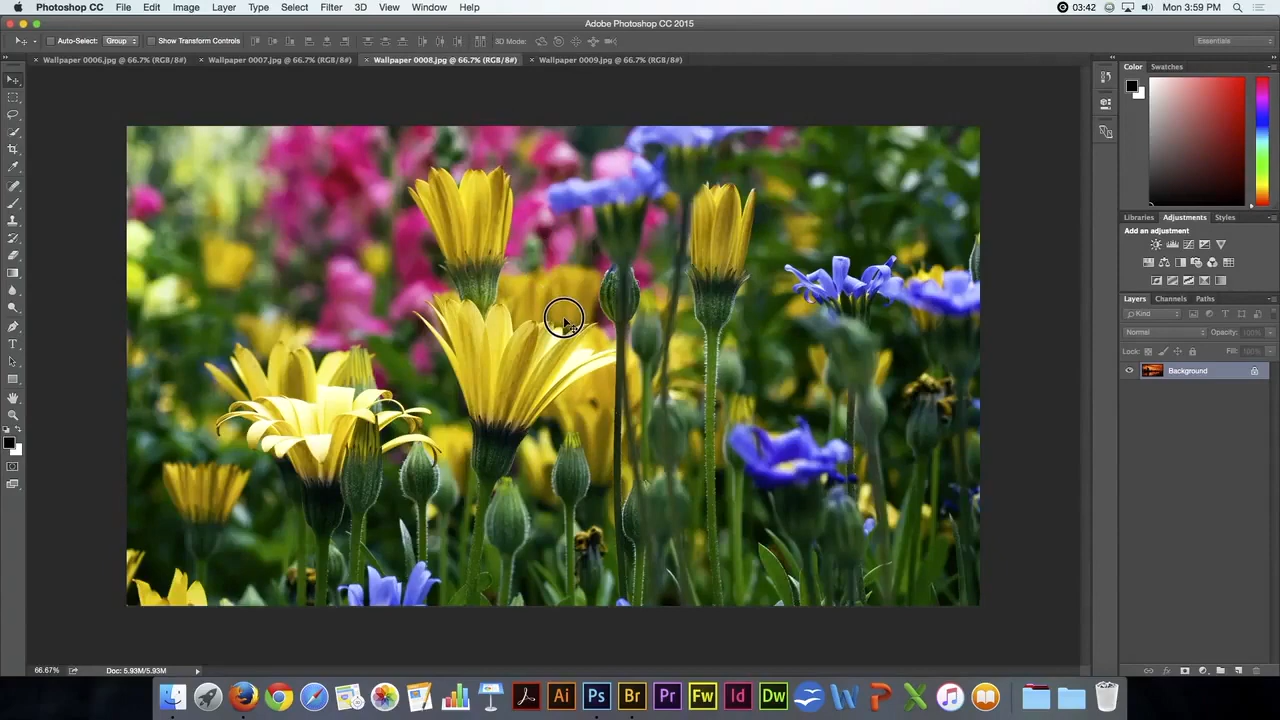 Photoshop CC File Edit Image Layer Type Select Filter 3D View Window Help 03:42 Mon 3:59 PM
Adobe Photoshop CC 2015
Auto-Select: Group Show Transform Controls 3D Mode: Essentials
Wallpaper 0006.jpg @ 66.7% (RGB/8#) Wallpaper 0007.jpg @ 66.7% (RGB/8#) Wallpaper 0008.jpg @ 66.7% (RGB/8#) Wallpaper 0009.jpg @ 66.7% (RGB/8#)
Color Swatches
Libraries Adjustments Styles
Add an adjustment
Layers Channels Paths
Kind
Normal Opacity: 100%
Lock: Fill: 100%
Background
66.67% Doc: 5.93M/5.93M
Ai Ps Br Pr Fw Id Dw